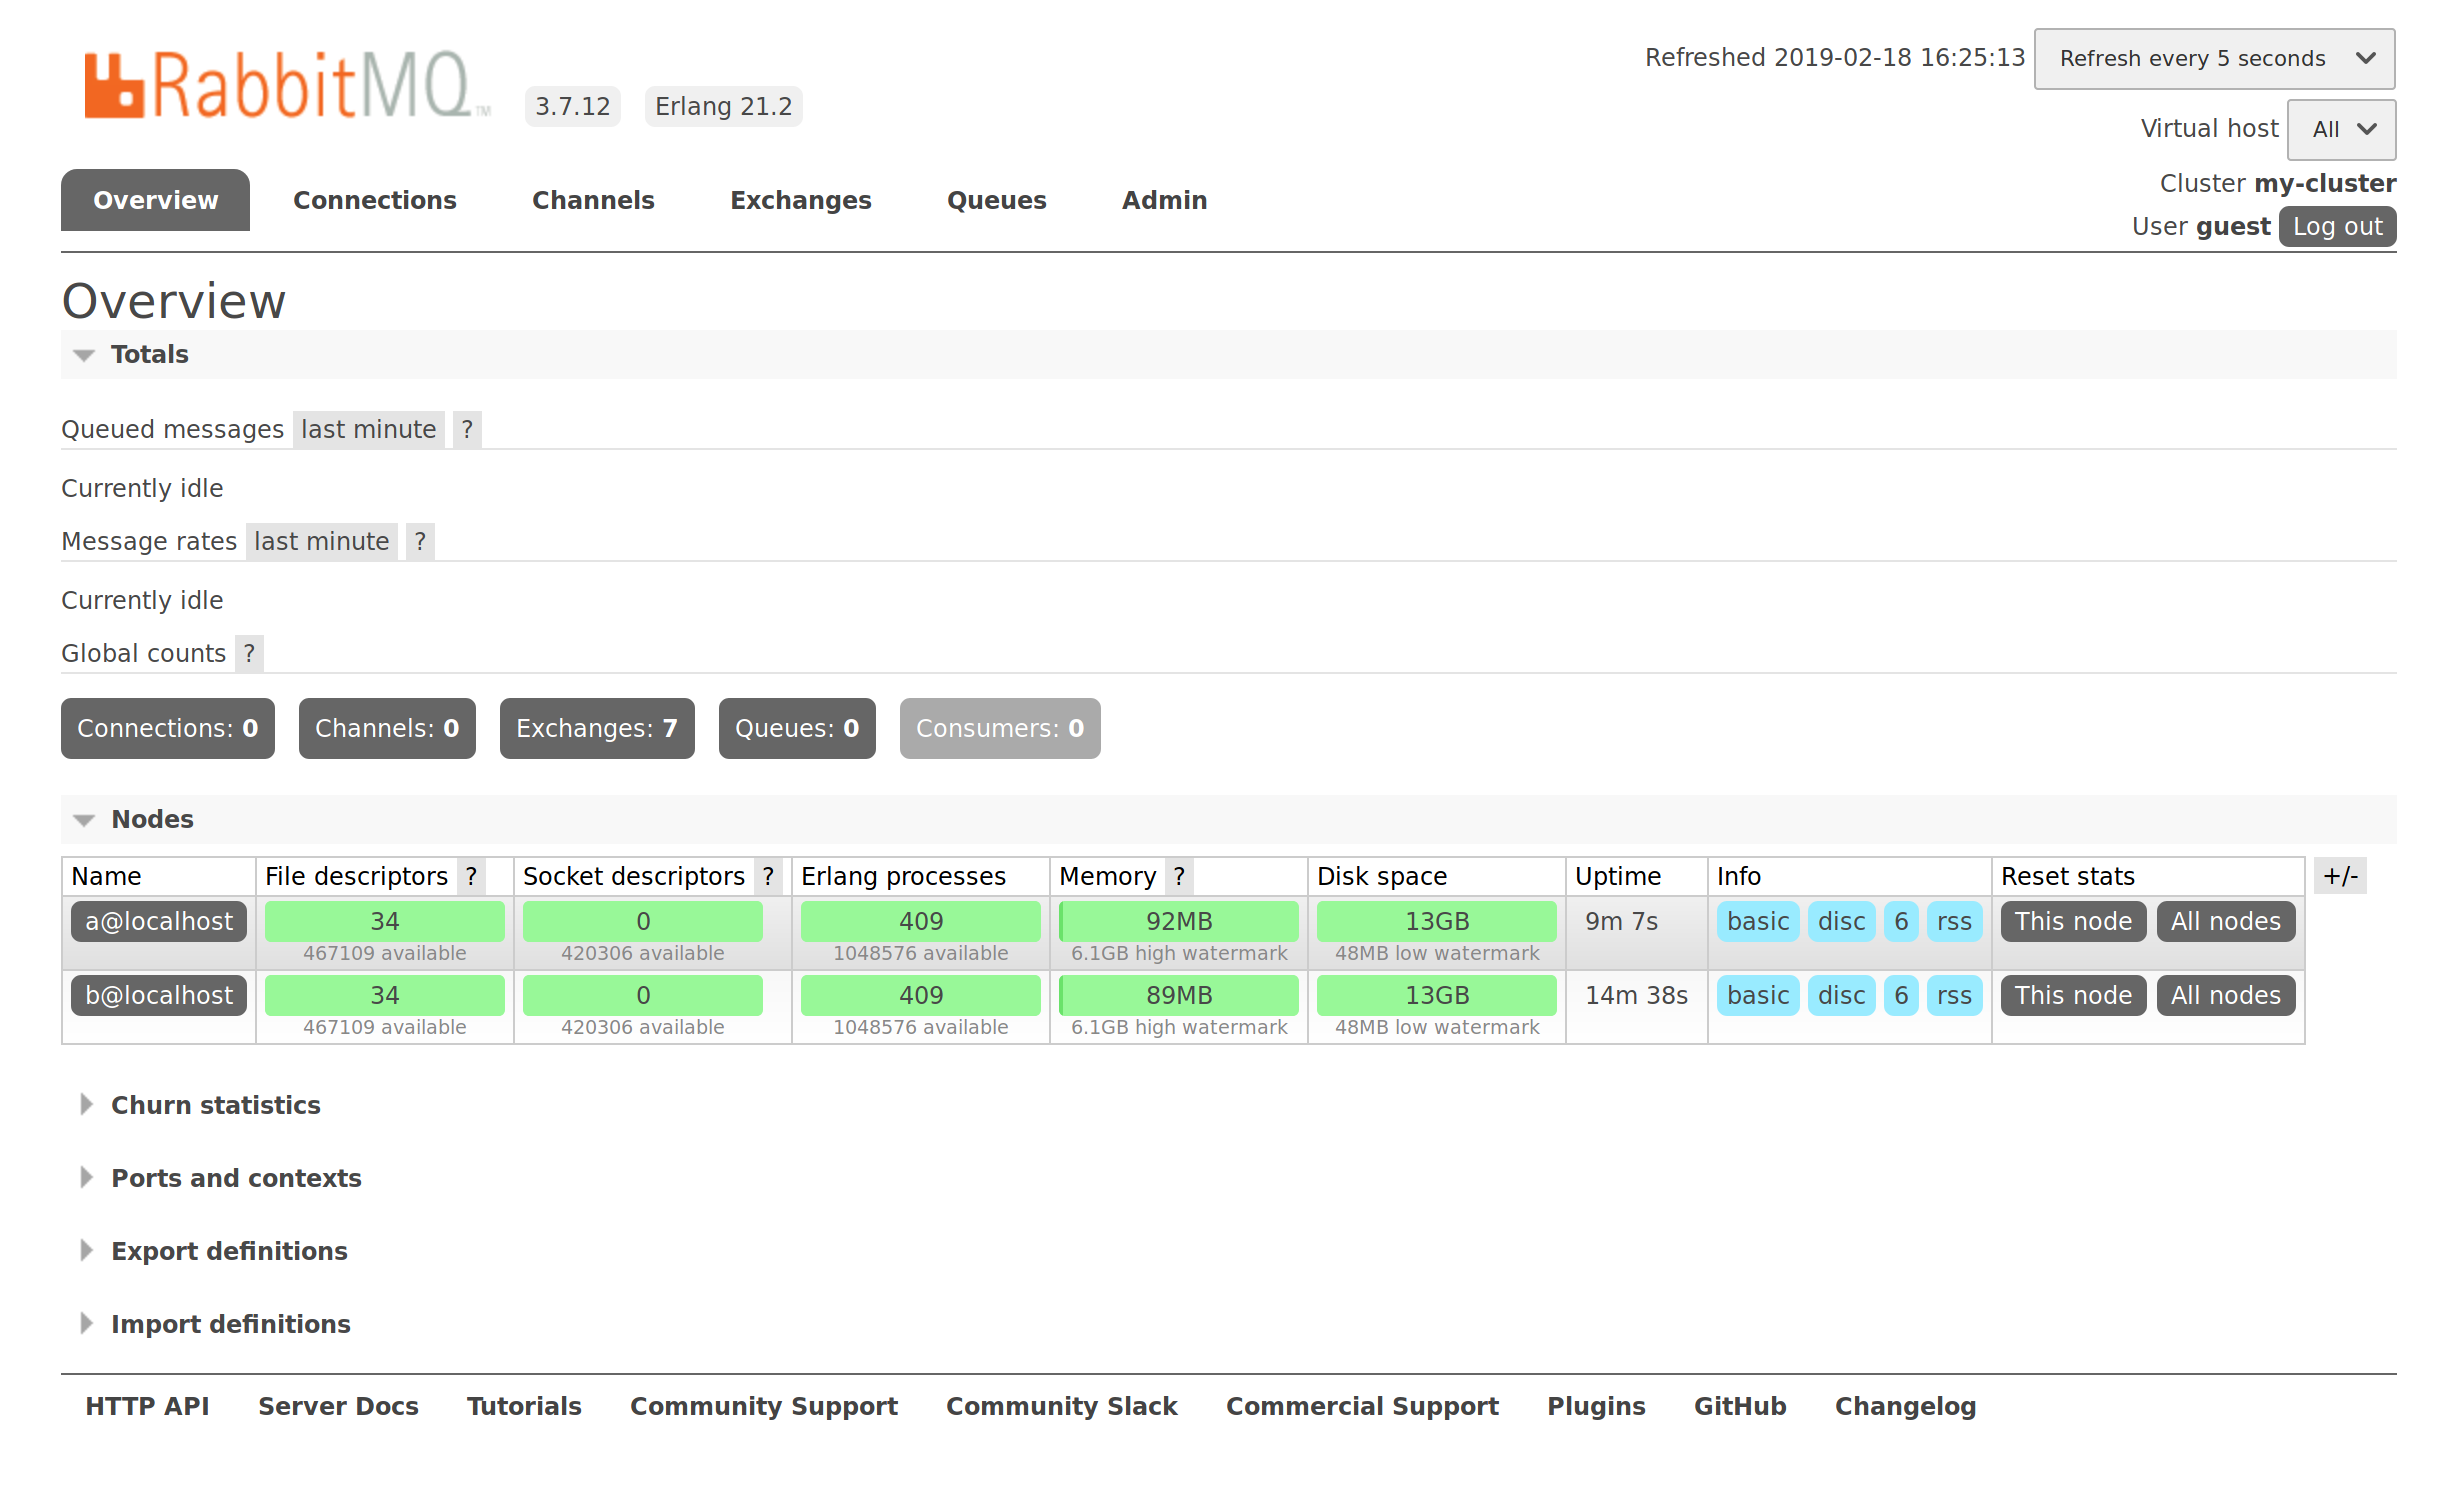 RabbitMQ TM 3.7.12 Erlang 21.2
Refreshed 2019-02-18 16:25:13 Refresh every 5 seconds
Virtual host All
Cluster my-cluster
User guest Log out
Overview Connections Channels Exchanges Queues Admin
Overview
Totals
Queued messages last minute ?
Currently idle
Message rates last minute ?
Currently idle
Global counts ?
Connections: 0 Channels: 0 Exchanges: 7 Queues: 0 Consumers: 0
Nodes
Name File descriptors ? Socket descriptors ? Erlang processes Memory ? Disk space Uptime Info Reset stats +/-
a@localhost 34 0 409 92MB 13GB 9m 7s basic disc 6 rss This node All nodes
467109 available 420306 available 1048576 available 6.1GB high watermark 48MB low watermark
b@localhost 34 0 409 89MB 13GB 14m 38s basic disc 6 rss This node All nodes
467109 available 420306 available 1048576 available 6.1GB high watermark 48MB low watermark
Churn statistics
Ports and contexts
Export definitions
Import definitions
HTTP API Server Docs Tutorials Community Support Community Slack Commercial Support Plugins GitHub Changelog